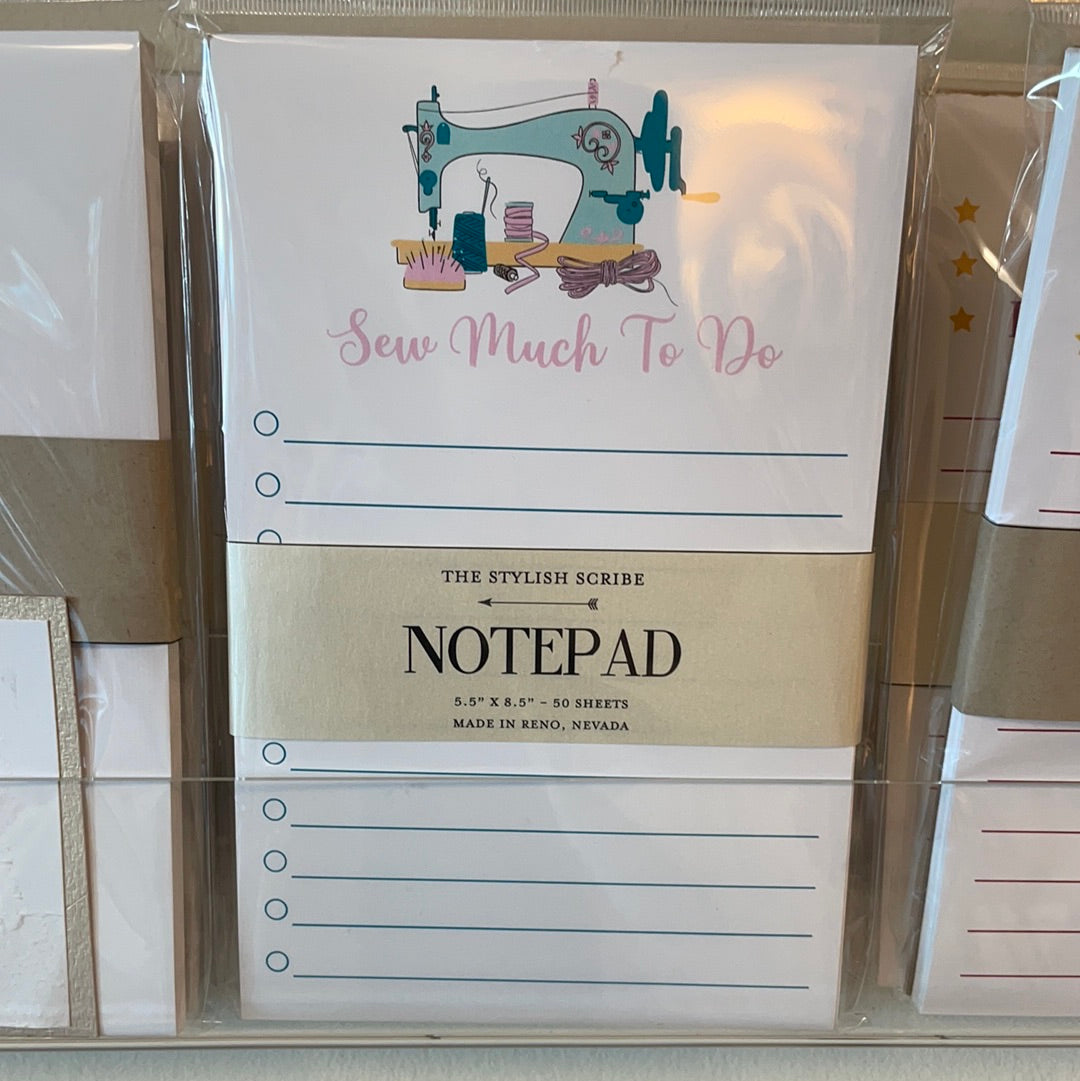 Sew Much To Do
THE STYLISH SCRIBE
NOTEPAD
5.5” X 8.5” – 50 SHEETS
MADE IN RENO, NEVADA